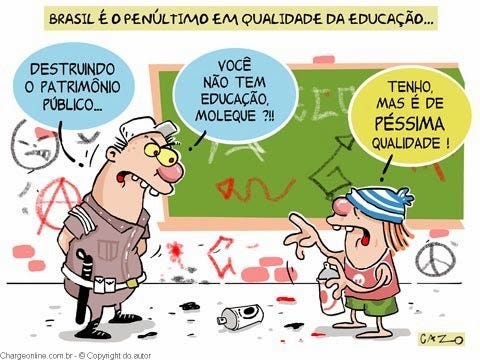 BRASIL É O PENÚLTIMO EM QUALIDADE DA EDUCAÇÃO...
DESTRUINDO
O PATRIMÔNIO
PÚBLICO...
VOCÊ
NÃO TEM
EDUCAÇÃO,
MOLEQUE ?!!
TENHO,
MAS É DE
PÉSSIMA
QUALIDADE !
CAZO
Chargeonline.com.br - © Copyright do autor